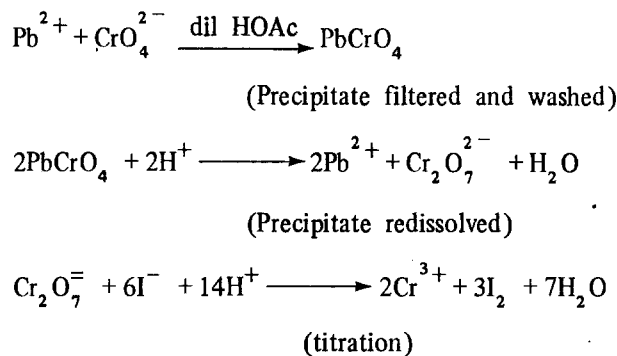 Pb²⁺ + CrO₄²⁻ dil HOAc ⟶ PbCrO₄
(Precipitate filtered and washed)
2PbCrO₄ + 2H⁺ ⟶ 2Pb²⁺ + Cr₂O₇²⁻ + H₂O
(Precipitate redissolved)
Cr₂O₇⁼ + 6I⁻ + 14H⁺ ⟶ 2Cr³⁺ + 3I₂ + 7H₂O
(titration)